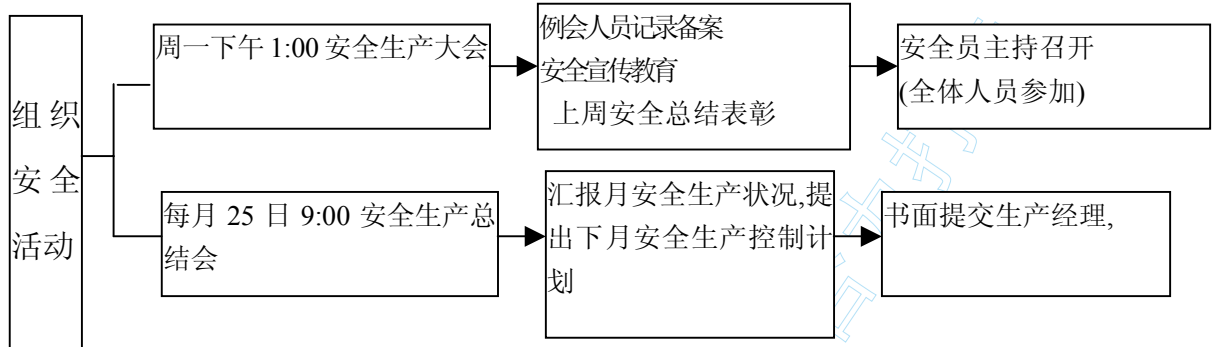 组 织
安 全
活动
周一下午 1:00 安全生产大会
例会人员记录备案
安全宣传教育
上周安全总结表彰
安全员主持召开
(全体人员参加)
每月 25 日 9:00 安全生产总
结会
汇报月安全生产状况,提
出下月安全生产控制计
划
书面提交生产经理,